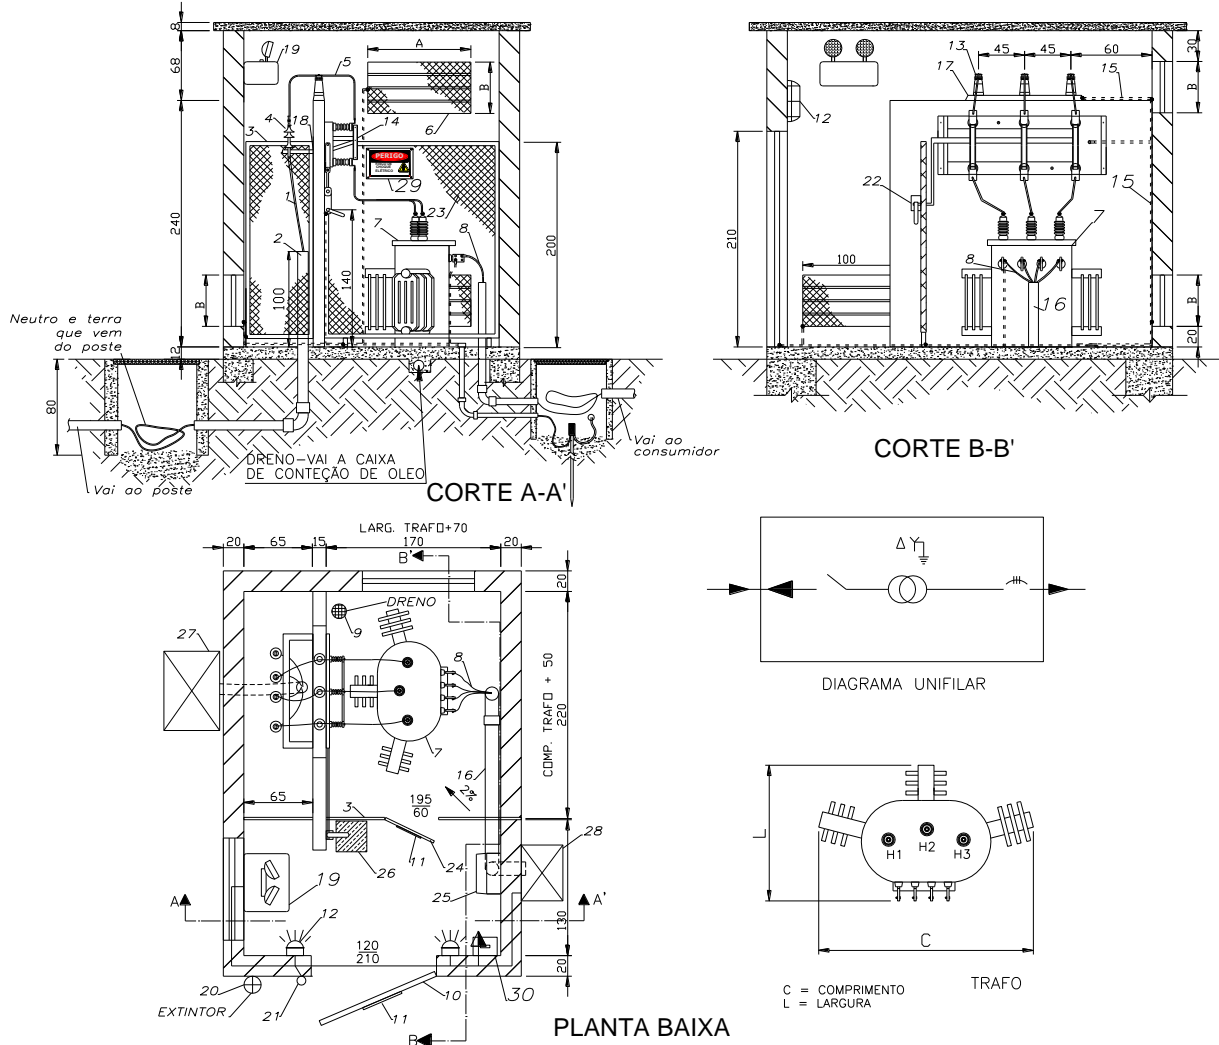 8
68
240
12
80
19
5
A
B
6
3
4
18
14
PERIGO
29
1
23
2
7
8
100
140
B
200
Neutro e terra
que vem
do poste
Vai ao poste
DRENO-VAI A CAIXA
DE CONTEÇÃO DE OLEO
Vai ao
consumidor
CORTE A-A'
13
45
45
60
17
15
12
30
B
22
15
7
210
100
8
16
B
20
CORTE B-B'
LARG. TRAFO+70
20
65
15
170
20
B'
20
27
DRENO
9
8
7
COMP. TRAFO + 50
220
65
16
2%
195
60
3
11
24
28
26
19
25
A
A'
12
130
120
210
20
20
EXTINTOR
21
10
11
30
B
PLANTA BAIXA
Δ Y
DIAGRAMA UNIFILAR
L
H1
H2
H3
C
C = COMPRIMENTO
L = LARGURA
TRAFO